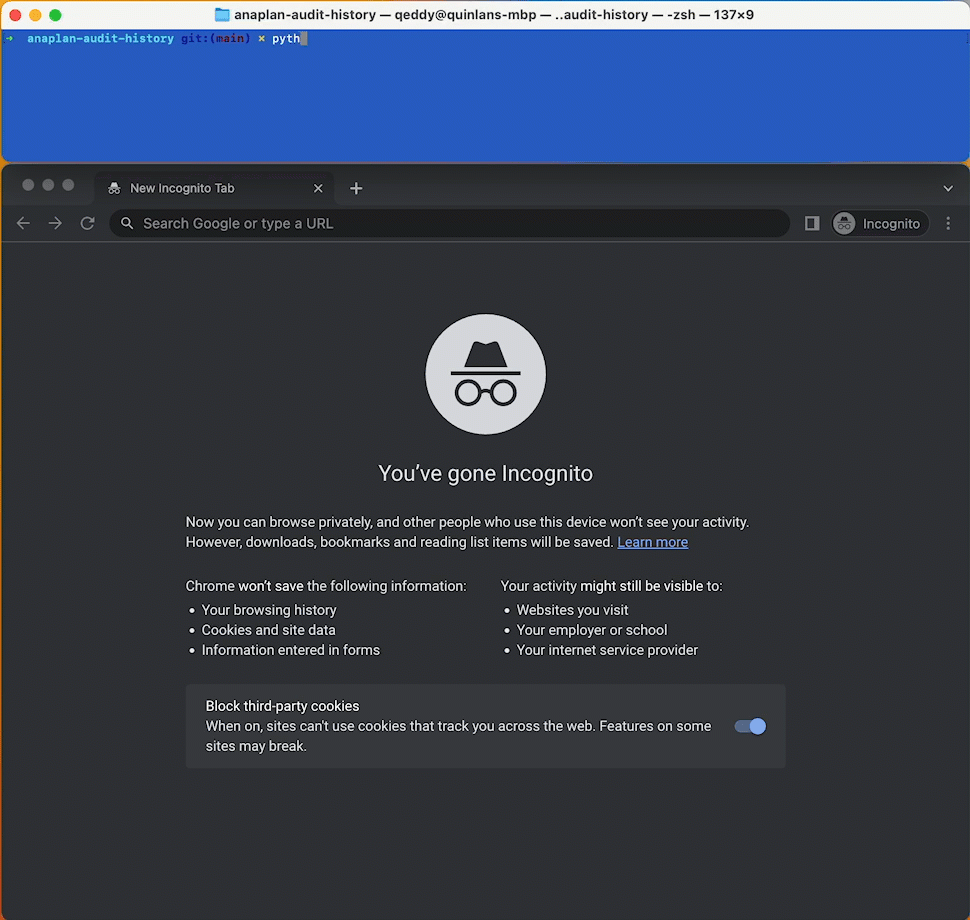 anaplan-audit-history — qeddy@quinlans-mbp — ..audit-history — -zsh — 137×9
→ anaplan-audit-history git:(main) × pyth
New Incognito Tab
Search Google or type a URL
Incognito
You’ve gone Incognito
Now you can browse privately, and other people who use this device won’t see your activity.
However, downloads, bookmarks and reading list items will be saved. Learn more
Chrome won’t save the following information:
Your browsing history
Cookies and site data
Information entered in forms
Your activity might still be visible to:
Websites you visit
Your employer or school
Your internet service provider
Block third-party cookies
When on, sites can't use cookies that track you across the web. Features on some
sites may break.